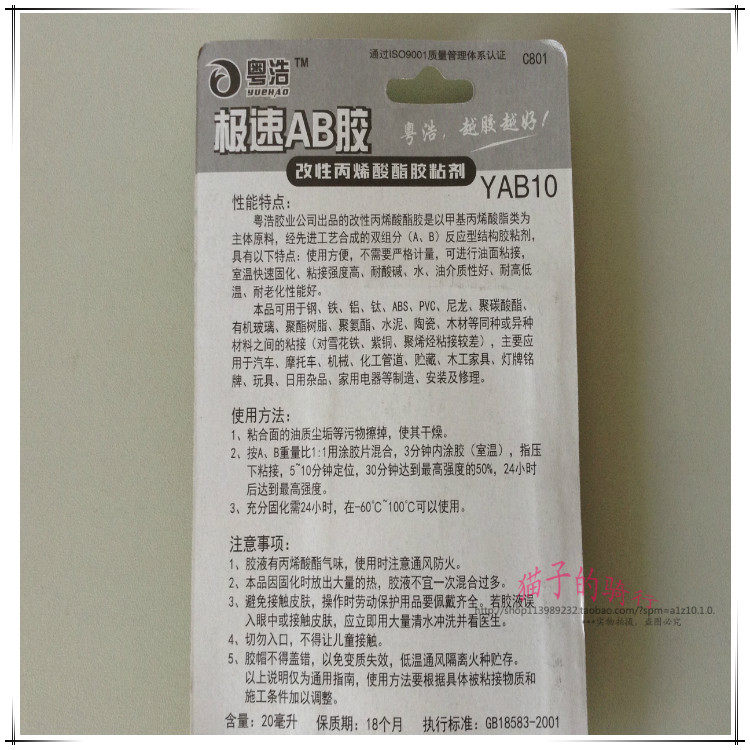 通过ISO9001质量管理体系认证 C801
粤浩™
YUEHAO
极速AB胶
粤浩，越胶越好！
改性丙烯酸酯胶粘剂 YAB10
性能特点：
粤浩胶业公司出品的改性丙烯酸酯胶是以甲基丙烯酸脂类为
主体原料，经先进工艺合成的双组分（A、B）反应型结构胶粘剂，
具有以下特点：使用方便，不需要严格计量，可进行油面粘接，
室温快速固化、粘接强度高、耐酸碱、水、油介质性好、耐高低
温、耐老化性能好。
本品可用于钢、铁、铝、钛、ABS、PVC、尼龙、聚碳酸酯、
有机玻璃、聚酯树脂、聚氨酯、水泥、陶瓷、木材等同种或异种
材料之间的粘接（对雪花铁、紫铜、聚烯烃粘接较差），主要应
用于汽车、摩托车、机械、化工管道、贮藏、木工家具、灯牌铭
牌、玩具、日用杂品、家用电器等制造、安装及修理。
使用方法：
1、粘合面的油质尘垢等污物擦掉，使其干燥。
2、按A、B重量比1:1用涂胶片混合，3分钟内涂胶（室温），指压
下粘接，5~10分钟定位，30分钟达到最高强度的50%，24小时
后达到最高强度。
3、充分固化需24小时，在-60℃~100℃可以使用。
注意事项：
1、胶液有丙烯酸酯气味，使用时注意通风防火。
2、本品因固化时放出大量的热，胶液不宜一次混合过多。
3、避免接触皮肤，操作时劳动保护用品要佩戴齐全。若胶液误
入眼中或接触皮肤，应立即用大量清水冲洗并看医生。
4、切勿入口，不得让儿童接触。
5、胶帽不得盖错，以免变质失效，低温通风隔离火种贮存。
以上说明仅为通用指南，使用方法要根据具体被粘接物质和
施工条件加以调整。
含量：20毫升 保质期：18个月 执行标准：GB18583-2001
猫子的
http://shop113989232.taobao.com/?spm=a1z10.1.0.
***实物拍摄，盗图必究